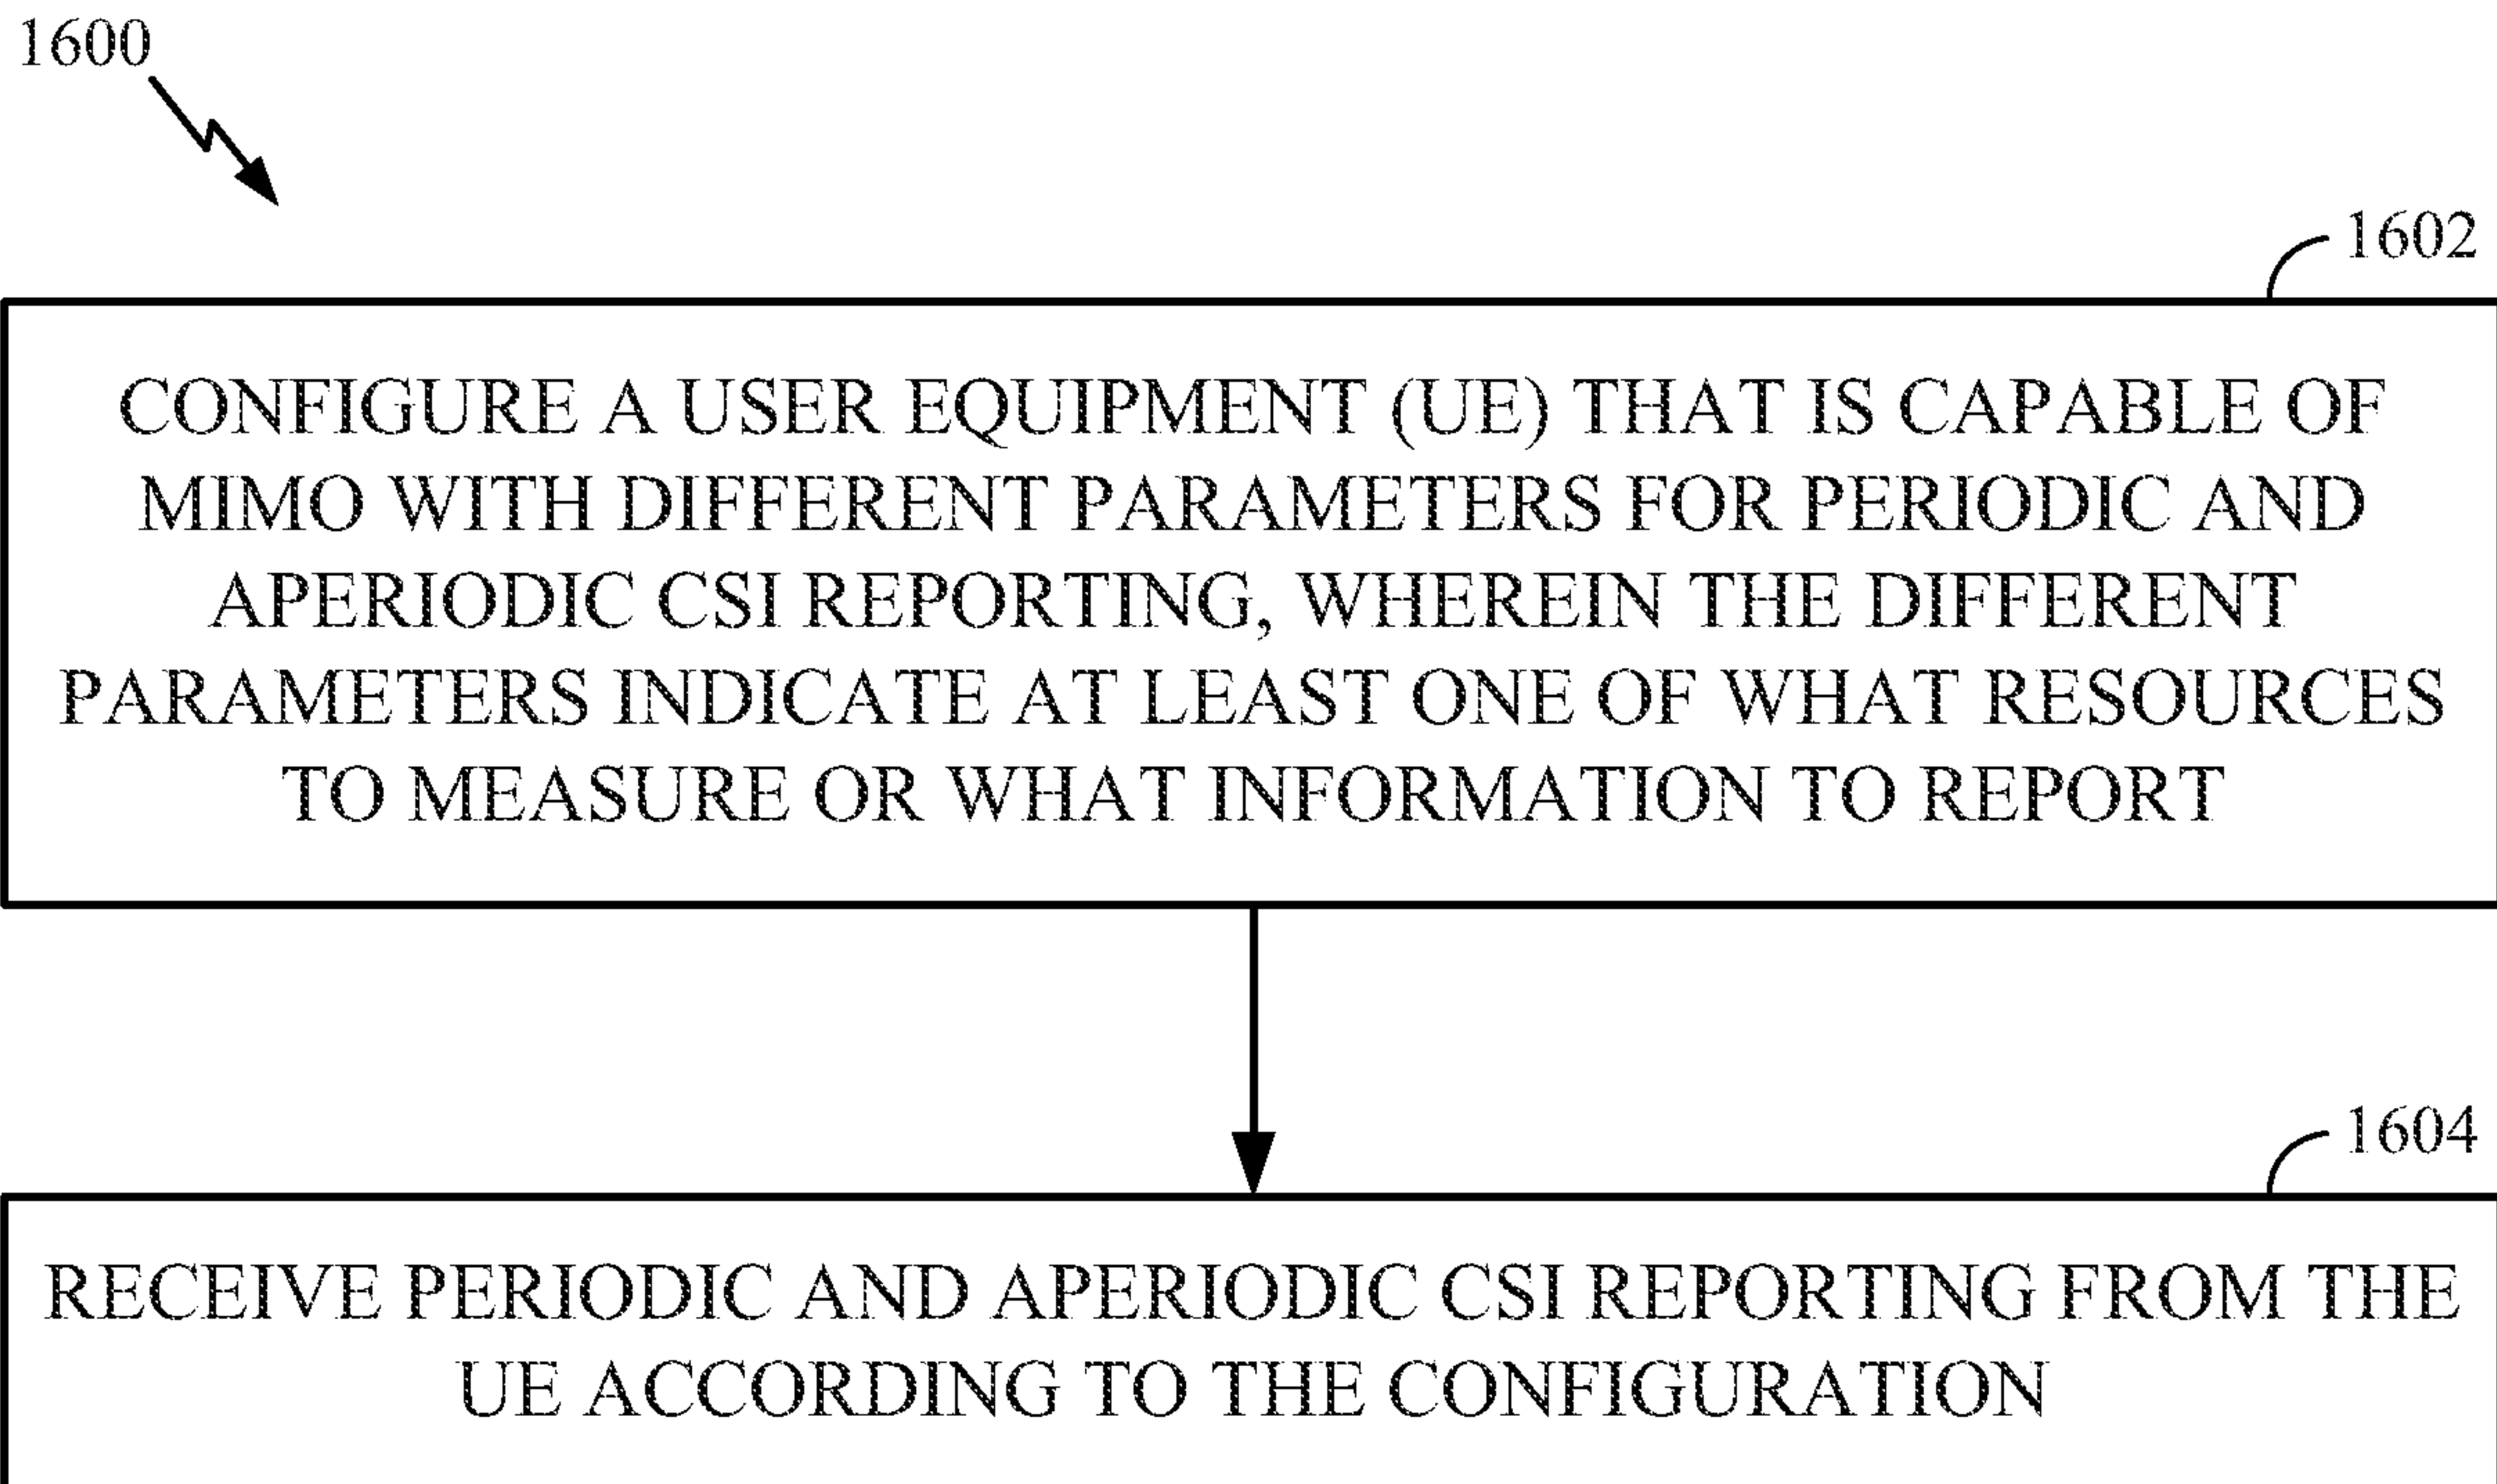 1600
1602
CONFIGURE A USER EQUIPMENT (UE) THAT IS CAPABLE OF
MIMO WITH DIFFERENT PARAMETERS FOR PERIODIC AND
APERIODIC CSI REPORTING, WHEREIN THE DIFFERENT
PARAMETERS INDICATE AT LEAST ONE OF WHAT RESOURCES
TO MEASURE OR WHAT INFORMATION TO REPORT
1604
RECEIVE PERIODIC AND APERIODIC CSI REPORTING FROM THE
UE ACCORDING TO THE CONFIGURATION